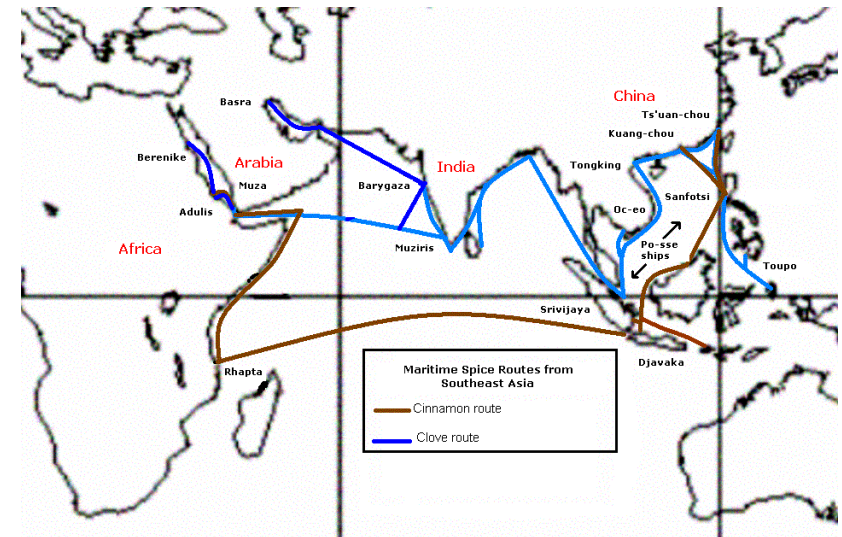 China
Ts'uan-chou
Kuang-chou
Basra
Berenike
Arabia
India
Tongking
Muza
Barygaza
Sanfotsi
Adulis
Oc-eo
Africa
Muziris
Po-sse
ships
Toupo
Srivijaya
Djavaka
Rhapta
Maritime Spice Routes from
Southeast Asia
Cinnamon route
Clove route